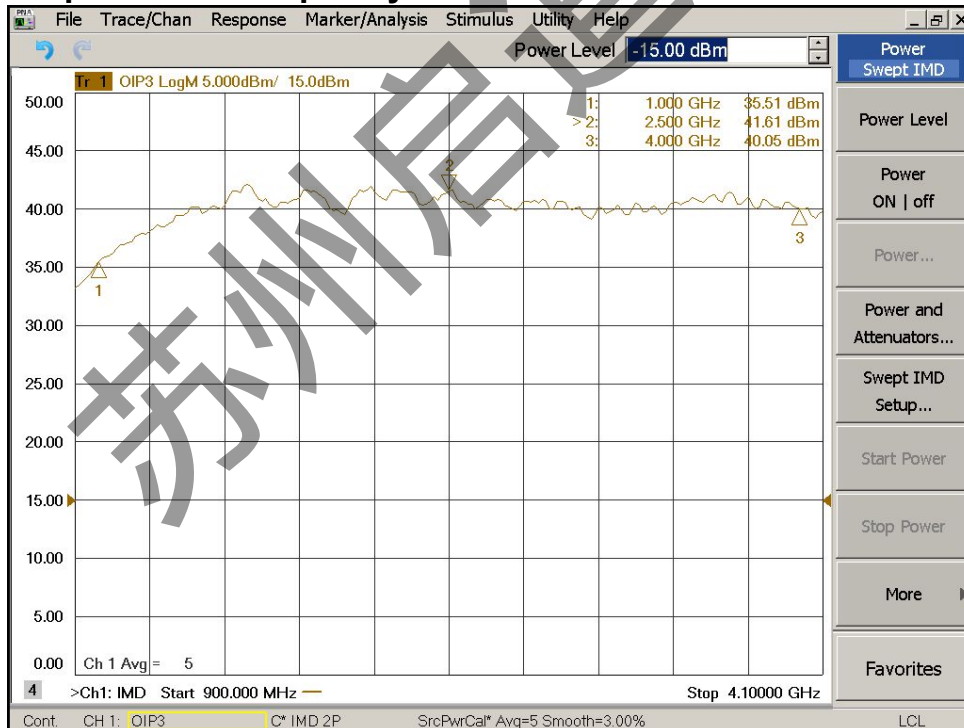 File Trace/Chan Response Marker/Analysis Stimulus Utility Help
Power Level -15.00 dBm
Tr 1 OIP3 LogM 5.000dBm/ 15.0dBm
1: 1.000 GHz 35.51 dBm
> 2: 2.500 GHz 41.61 dBm
3: 4.000 GHz 40.05 dBm
50.00
45.00
40.00
35.00
30.00
25.00
20.00
15.00
10.00
5.00
0.00
1
2
3
Ch 1 Avg = 5
4 >Ch1: IMD Start 900.000 MHz
Stop 4.10000 GHz
Cont. CH 1: OIP3 C* IMD 2P SrcPwrCal* Avg=5 Smooth=3.00% LCL
Power
Swept IMD
Power Level
Power
ON | off
Power...
Power and
Attenuators...
Swept IMD
Setup...
Start Power
Stop Power
More
Favorites
苏州启